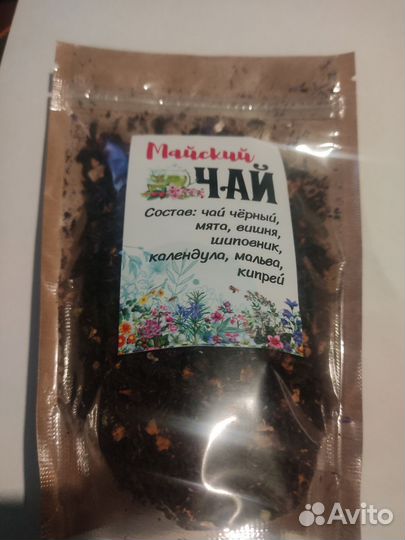 Майский
ЧАЙ
Состав: чай чёрный,
мята, вишня,
шиповник,
календула, мальва,
кипрей
Avito